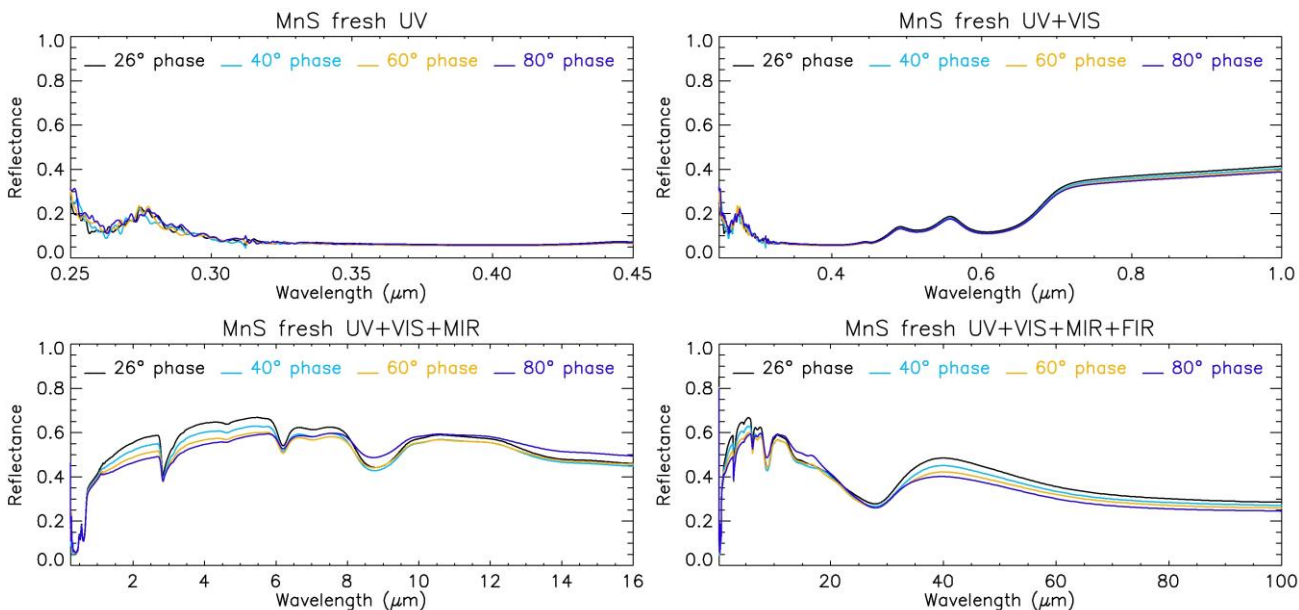 MnS fresh UV
1.0
0.8
0.6
0.4
0.2
0.0
Reflectance
26° phase 40° phase 60° phase 80° phase
0.25 0.30 0.35 0.40 0.45
Wavelength (μm)
MnS fresh UV+VIS
1.0
0.8
0.6
0.4
0.2
0.0
Reflectance
26° phase 40° phase 60° phase 80° phase
0.4 0.6 0.8 1.0
Wavelength (μm)
MnS fresh UV+VIS+MIR
1.0
0.8
0.6
0.4
0.2
0.0
Reflectance
26° phase 40° phase 60° phase 80° phase
2 4 6 8 10 12 14 16
Wavelength (μm)
MnS fresh UV+VIS+MIR+FIR
1.0
0.8
0.6
0.4
0.2
0.0
Reflectance
26° phase 40° phase 60° phase 80° phase
20 40 60 80 100
Wavelength (μm)